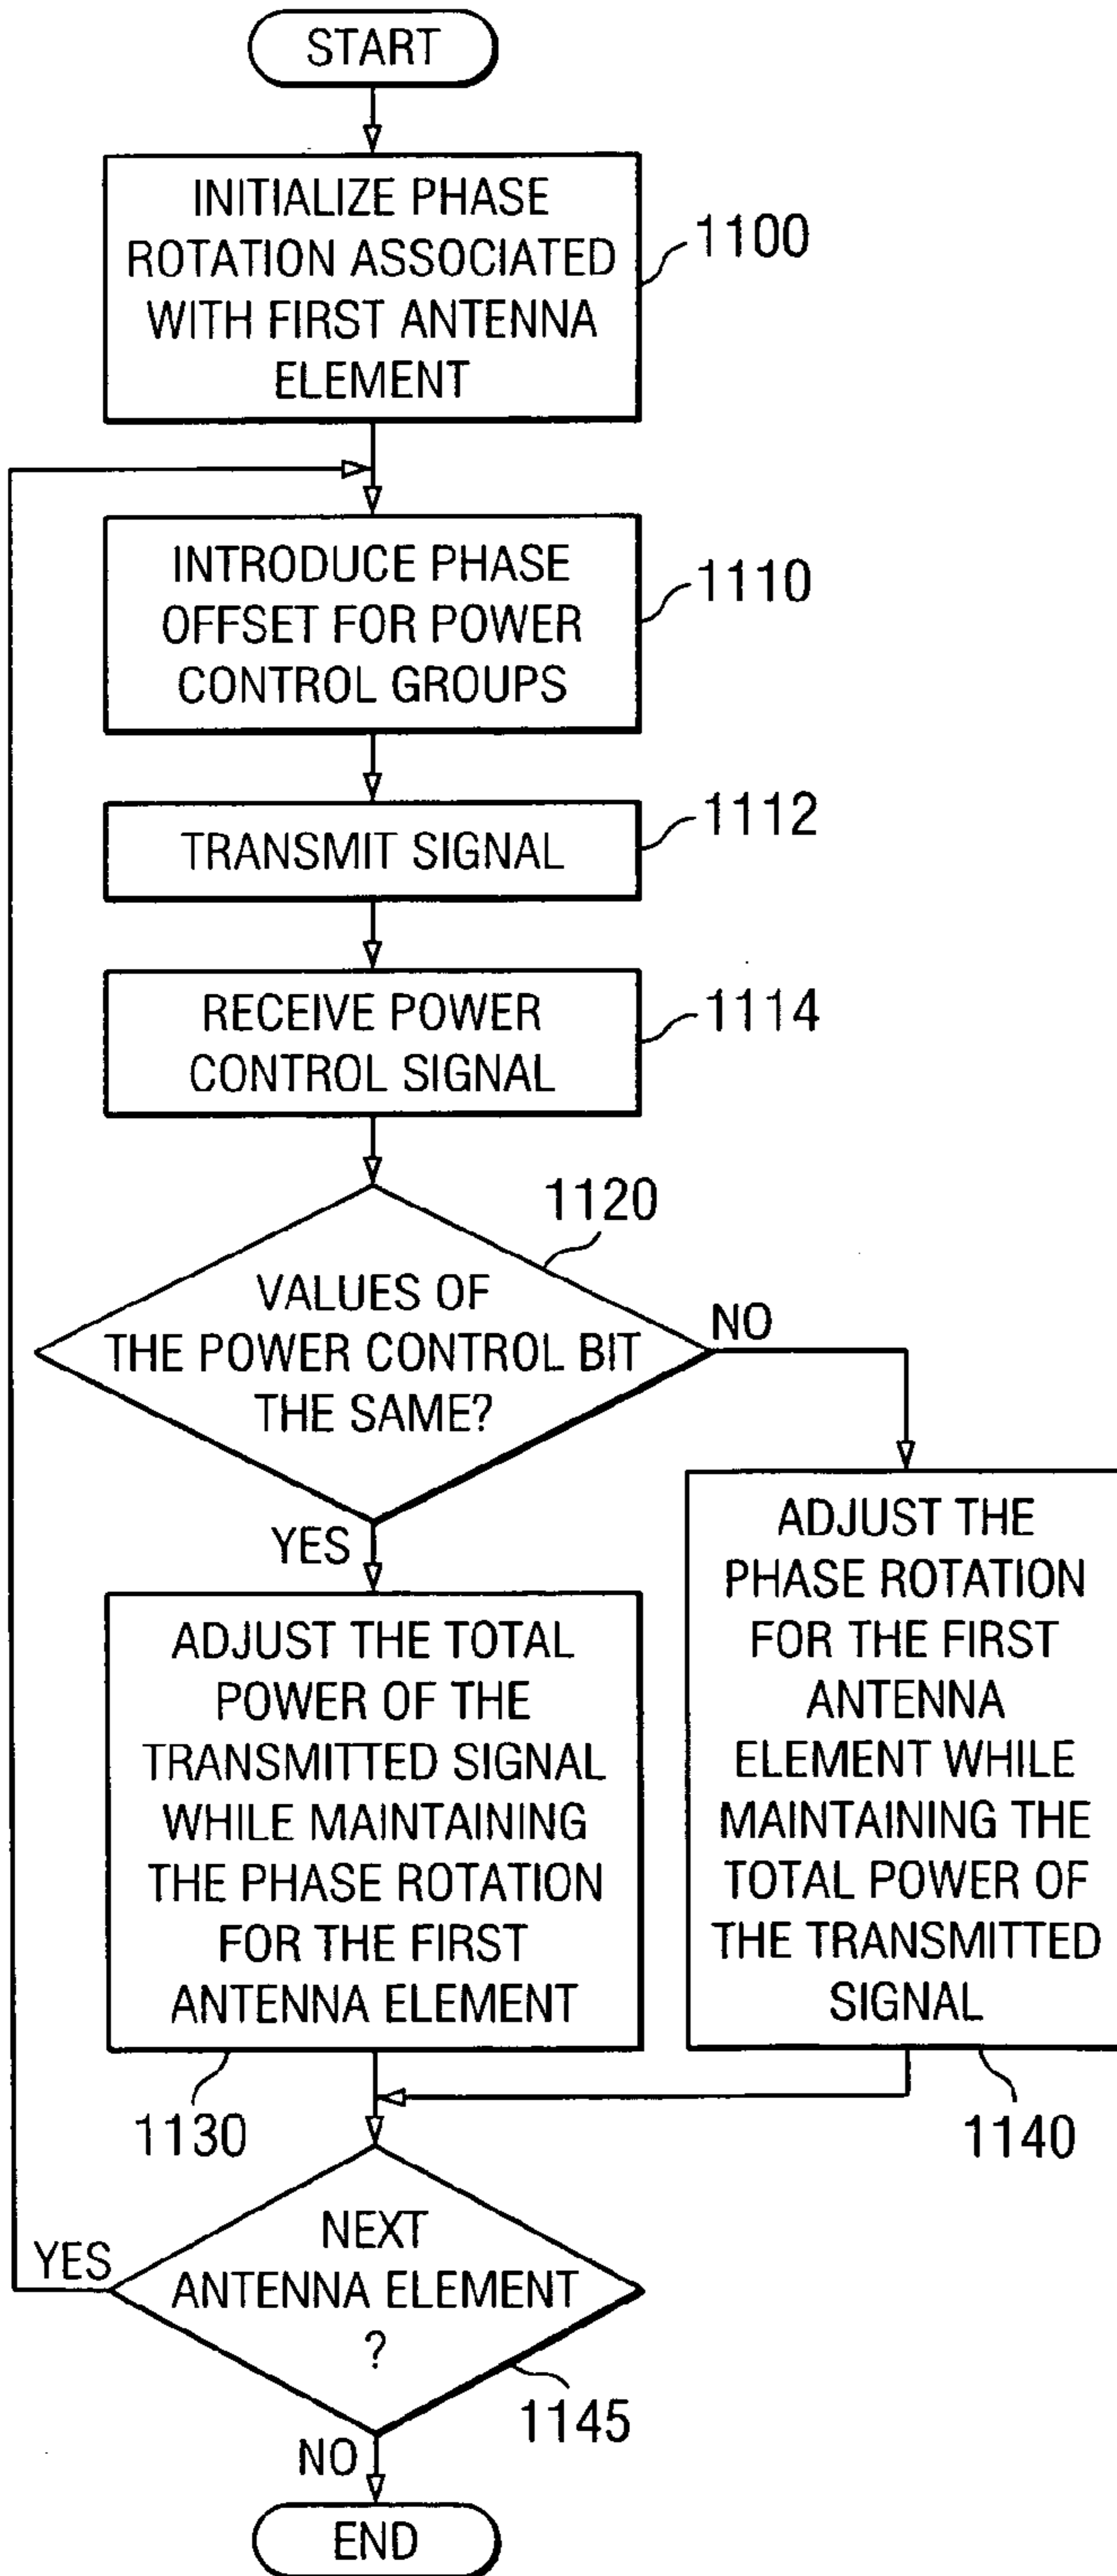 START
INITIALIZE PHASE
ROTATION ASSOCIATED
WITH FIRST ANTENNA
ELEMENT
1100
INTRODUCE PHASE
OFFSET FOR POWER
CONTROL GROUPS
1110
TRANSMIT SIGNAL
1112
RECEIVE POWER
CONTROL SIGNAL
1114
1120
VALUES OF
THE POWER CONTROL BIT
THE SAME?
NO
YES
ADJUST THE TOTAL
POWER OF THE
TRANSMITTED SIGNAL
WHILE MAINTAINING
THE PHASE ROTATION
FOR THE FIRST
ANTENNA ELEMENT
1130
ADJUST THE
PHASE ROTATION
FOR THE FIRST
ANTENNA
ELEMENT WHILE
MAINTAINING THE
TOTAL POWER OF
THE TRANSMITTED
SIGNAL
1140
NEXT
ANTENNA ELEMENT
?
YES
1145
NO
END